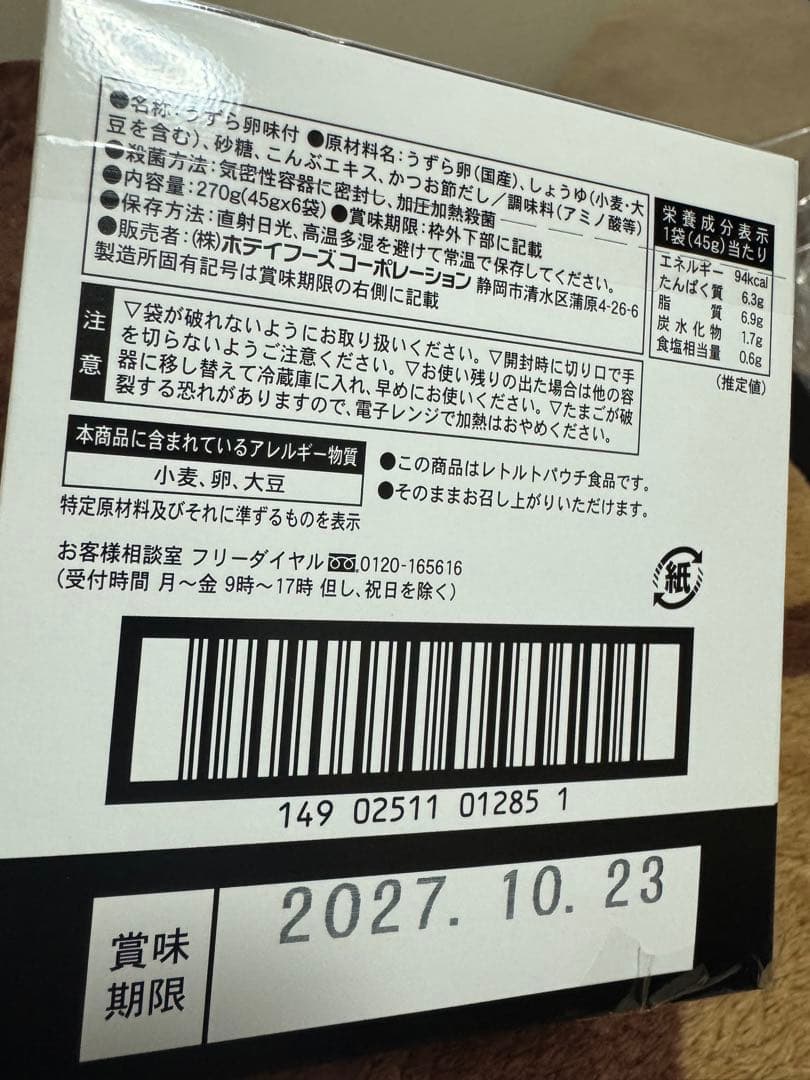 ●名称:うずら卵味付 ●原材料名:うずら卵(国産)、しょうゆ(小麦・大
豆を含む)、砂糖、こんぶエキス、かつお節だし/調味料(アミノ酸等)
●殺菌方法:気密性容器に密封し、加圧加熱殺菌
●内容量:270g(45g×6袋) ●賞味期限:枠外下部に記載
●保存方法:直射日光、高温多湿を避けて常温で保存してください。
●販売者:(株)ホテイフーズコーポレーション 静岡市清水区蒲原4-26-6
製造所固有記号は賞味期限の右側に記載
栄養成分表示
1袋(45g)当たり
エネルギー 94kcal
たんぱく質 6.3g
脂質 6.9g
炭水化物 1.7g
食塩相当量 0.6g
(推定値)
注意
▽袋が破れないようにお取り扱いください。▽開封時に切り口で手
を切らないようご注意ください。▽お使い残りの出た場合は他の容
器に移し替えて冷蔵庫に入れ、早めにお使いください。▽たまごが破
裂する恐れがありますので、電子レンジで加熱はおやめください。
本商品に含まれているアレルギー物質
小麦、卵、大豆
特定原材料及びそれに準ずるものを表示
●この商品はレトルトパウチ食品です。
●そのままお召し上がりいただけます。
お客様相談室 フリーダイヤル 0120-165616
(受付時間 月〜金 9時〜17時 但し、祝日を除く)
紙
149 02511 01285 1
賞味
期限
2027. 10. 23